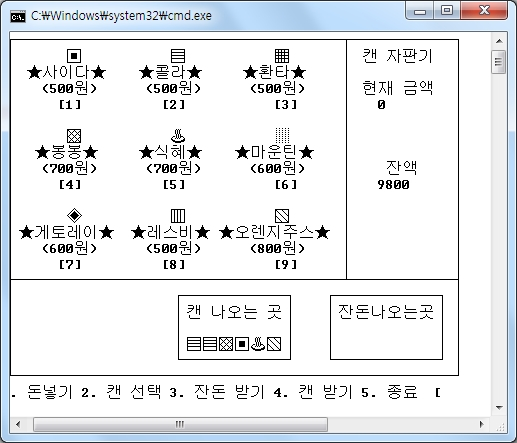 C:\Windows\system32\cmd.exe
캔 자판기
★사이다★ ★콜라★ ★환타★
(500원) (500원) (500원)
현재 금액
[1] [2] [3]
0
★봉봉★ ★식혜★ ★마운틴★
(700원) (700원) (600원)
잔액
[4] [5] [6]
9800
★게토레이★ ★레스비★ ★오렌지주스★
(600원) (500원) (800원)
[7] [8] [9]
캔 나오는 곳 잔돈나오는곳
. 돈넣기 2. 캔 선택 3. 잔돈 받기 4. 캔 받기 5. 종료 [